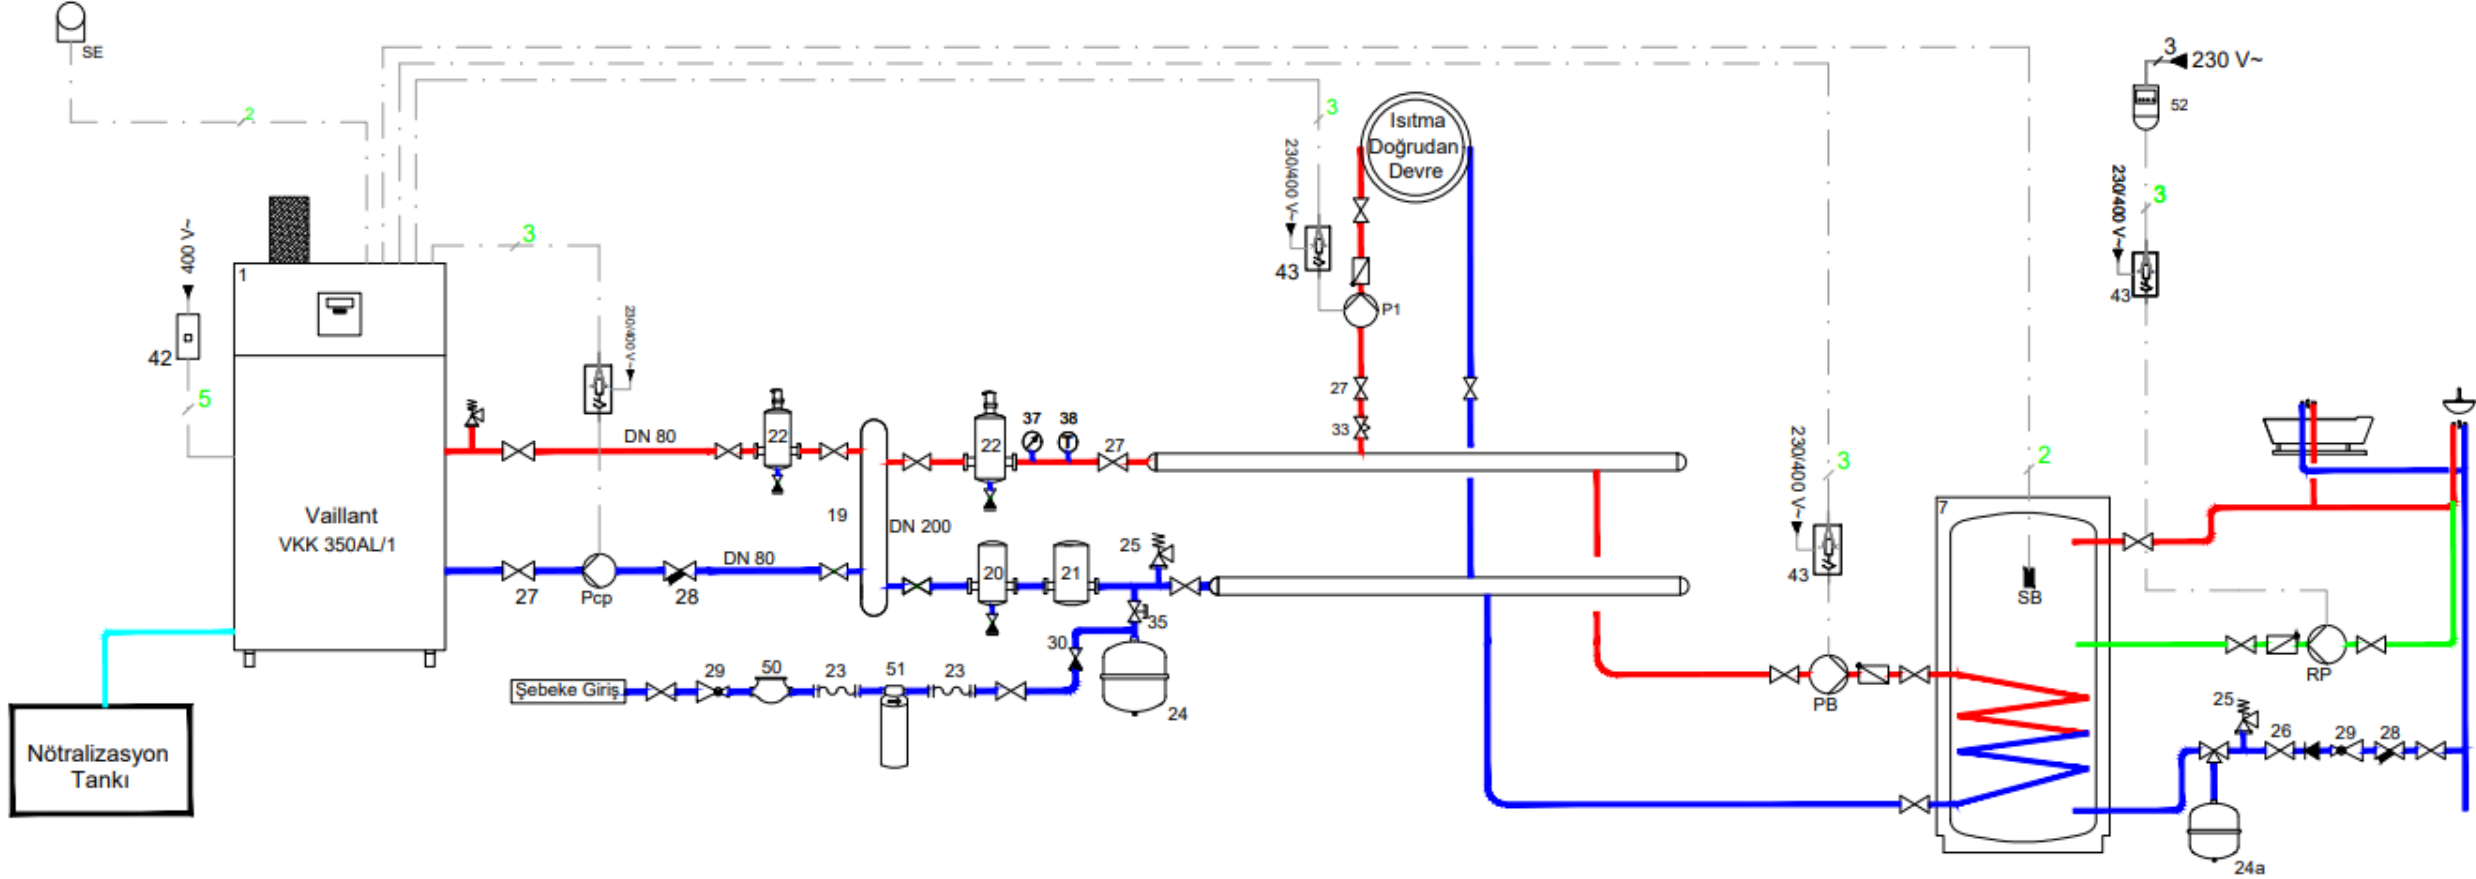 SE
2
3
230 V~
52
3
230/400 V~
43
Isıtma
Doğrudan
Devre
230/400 V~
3
43
P1
400 V~
42
5
1
3
230/400 V~
Vaillant
VKK 350AL/1
DN 80
22
19
DN 200
22
37
38
T
27
27
33
27
Pcp
28
DN 80
20
21
25
35
30
24
Şebeke Giriş
29
50
23
51
23
Nötralizasyon
Tankı
230/400 V~
3
43
PB
2
7
SB
RP
25
26
29
28
24a